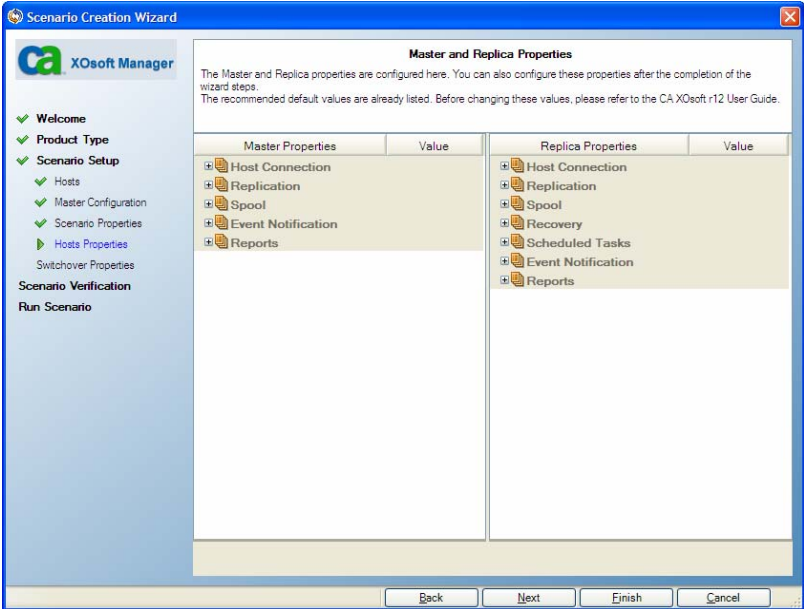 Scenario Creation Wizard
ca XOsoft Manager
Welcome
Product Type
Scenario Setup
Hosts
Master Configuration
Scenario Properties
Hosts Properties
Switchover Properties
Scenario Verification
Run Scenario
Master and Replica Properties
The Master and Replica properties are configured here. You can also configure these properties after the completion of the
wizard steps.
The recommended default values are already listed. Before changing these values, please refer to the CA XOsoft r12 User Guide.
Master Properties Value
Host Connection
Replication
Spool
Event Notification
Reports
Replica Properties Value
Host Connection
Replication
Spool
Recovery
Scheduled Tasks
Event Notification
Reports
Back Next Finish Cancel